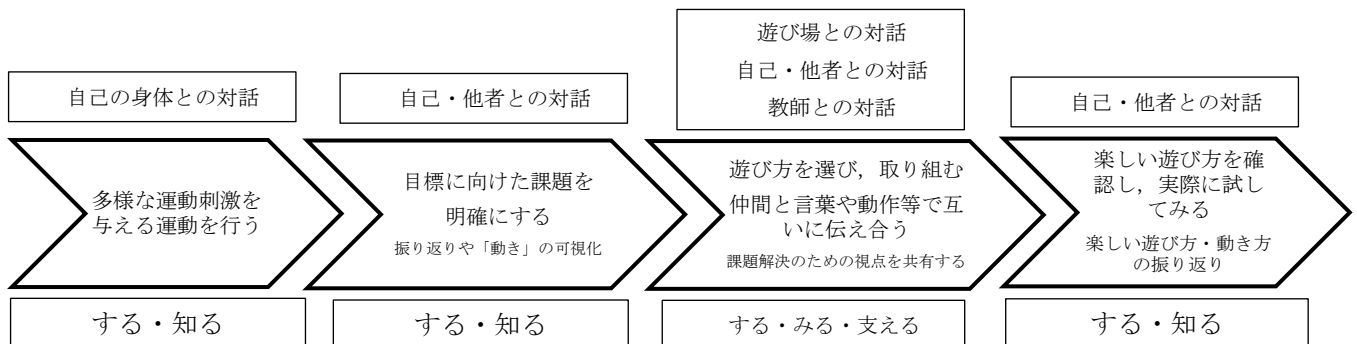 自己の身体との対話
多様な運動刺激を
与える運動を行う
する・知る
自己・他者との対話
目標に向けた課題を
明確にする
振り返りや「動き」の可視化
する・知る
遊び場との対話
自己・他者との対話
教師との対話
遊び方を選び，取り組む
仲間と言葉や動作等で互
いに伝え合う
課題解決のための視点を共有する
する・みる・支える
自己・他者との対話
楽しい遊び方を確
認し，実際に試し
てみる
楽しい遊び方・動き方
の振り返り
する・知る